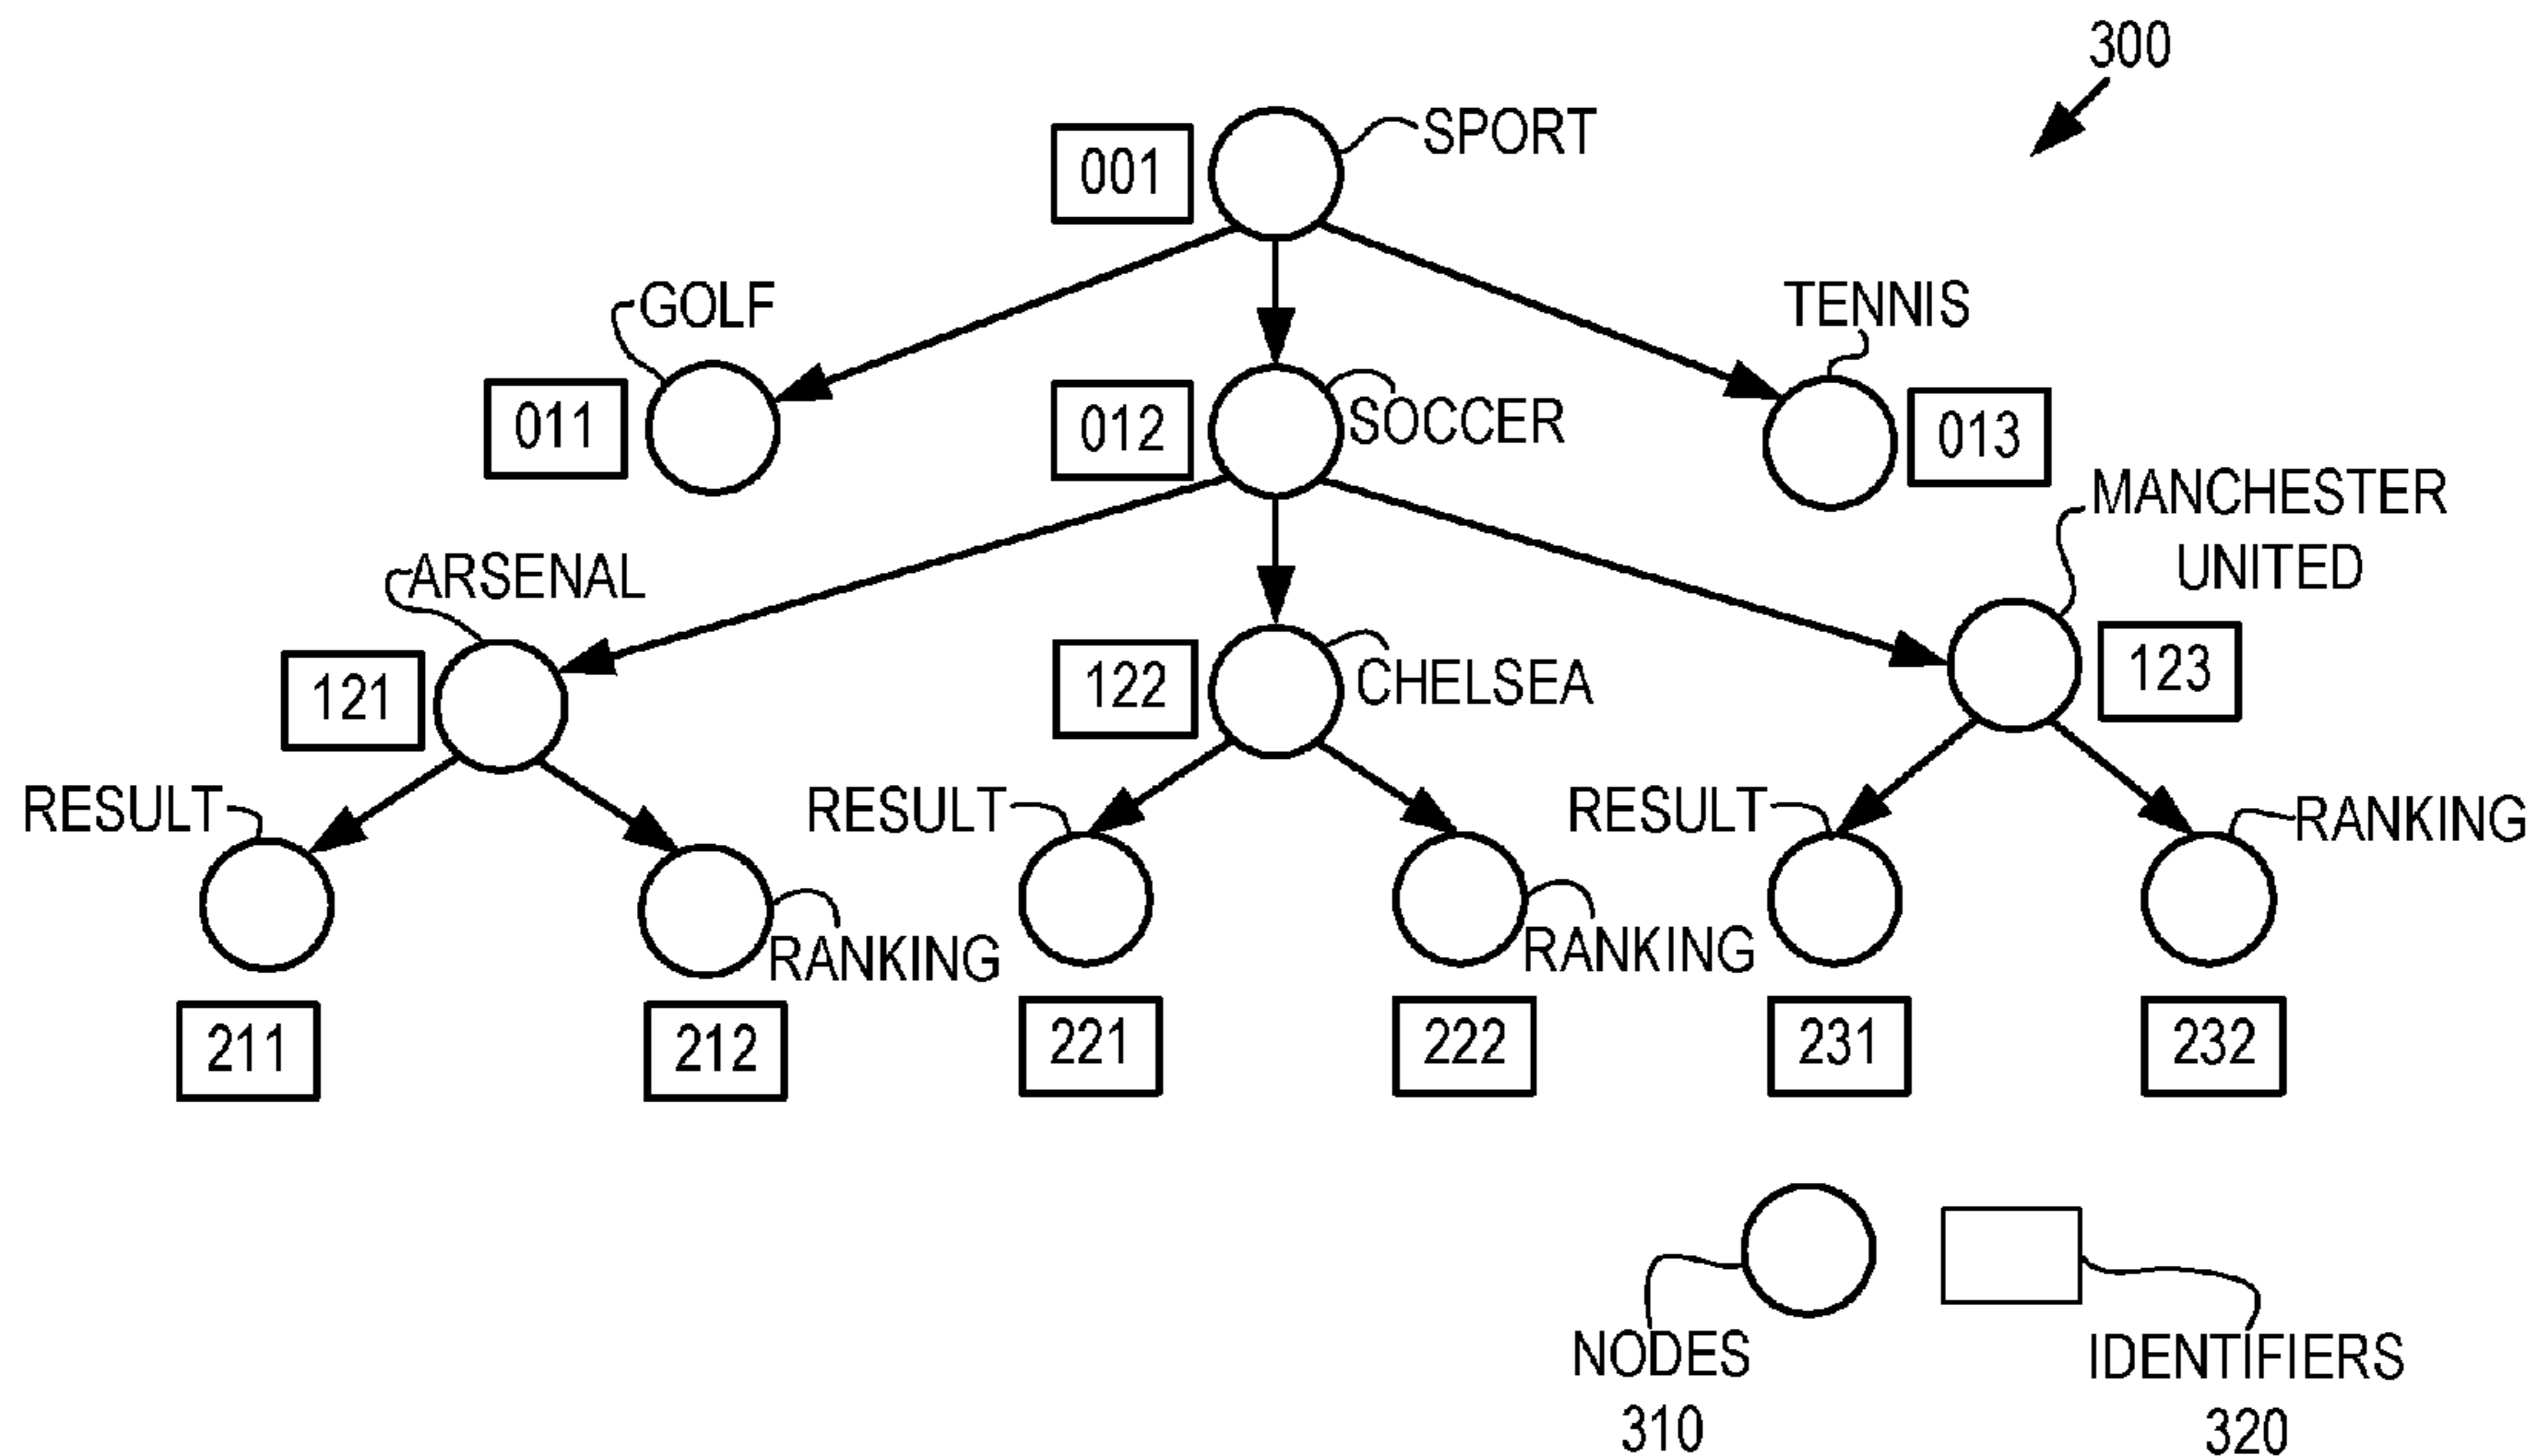 300
SPORT
001
GOLF
TENNIS
011
012
SOCCER
013
MANCHESTER
UNITED
ARSENAL
121
122
CHELSEA
123
RESULT
RESULT
RESULT
RANKING
RANKING
RANKING
211
212
221
222
231
232
NODES
310
IDENTIFIERS
320